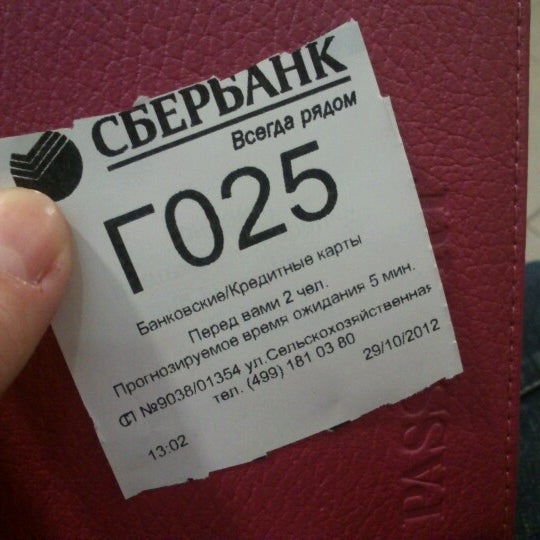 СБЕРБАНК
Всегда рядом
Г025
Банковские/Кредитные карты
Перед вами 2 чел.
Прогнозируемое время ожидания 5 мин.
№9038/01354 ул.Сельскохозяйственная
тел. (499) 181 03 80
29/10/2012
13:02
PASS